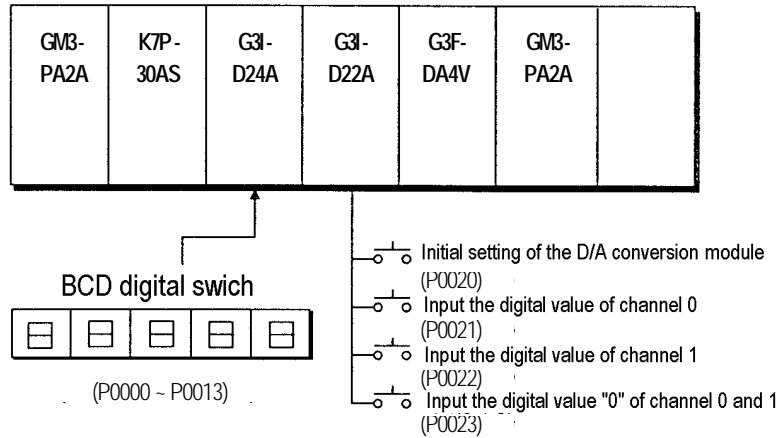 GM3-
PA2A
K7P-
30AS
G3I-
D24A
G3I-
D22A
G3F-
DA4V
GM3-
PA2A
Initial setting of the D/A conversion module
(P0020)
BCD digital swich
Input the digital value of channel 0
(P0021)
Input the digital value of channel 1
(P0022)
(P0000 ~ P0013)
Input the digital value "0" of channel 0 and 1
(P0023)